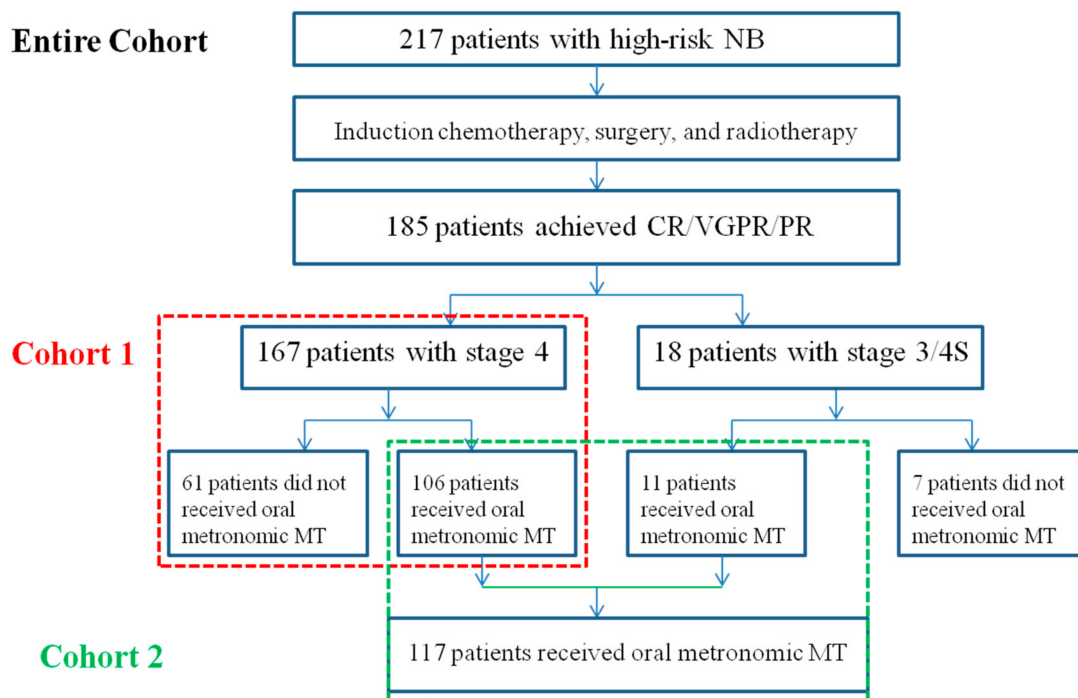 Entire Cohort
217 patients with high-risk NB
Induction chemotherapy, surgery, and radiotherapy
185 patients achieved CR/VGPR/PR
Cohort 1
167 patients with stage 4
18 patients with stage 3/4S
61 patients did not
received oral
metronomic MT
106 patients
received oral
metronomic MT
11 patients
received oral
metronomic MT
7 patients did not
received oral
metronomic MT
Cohort 2
117 patients received oral metronomic MT